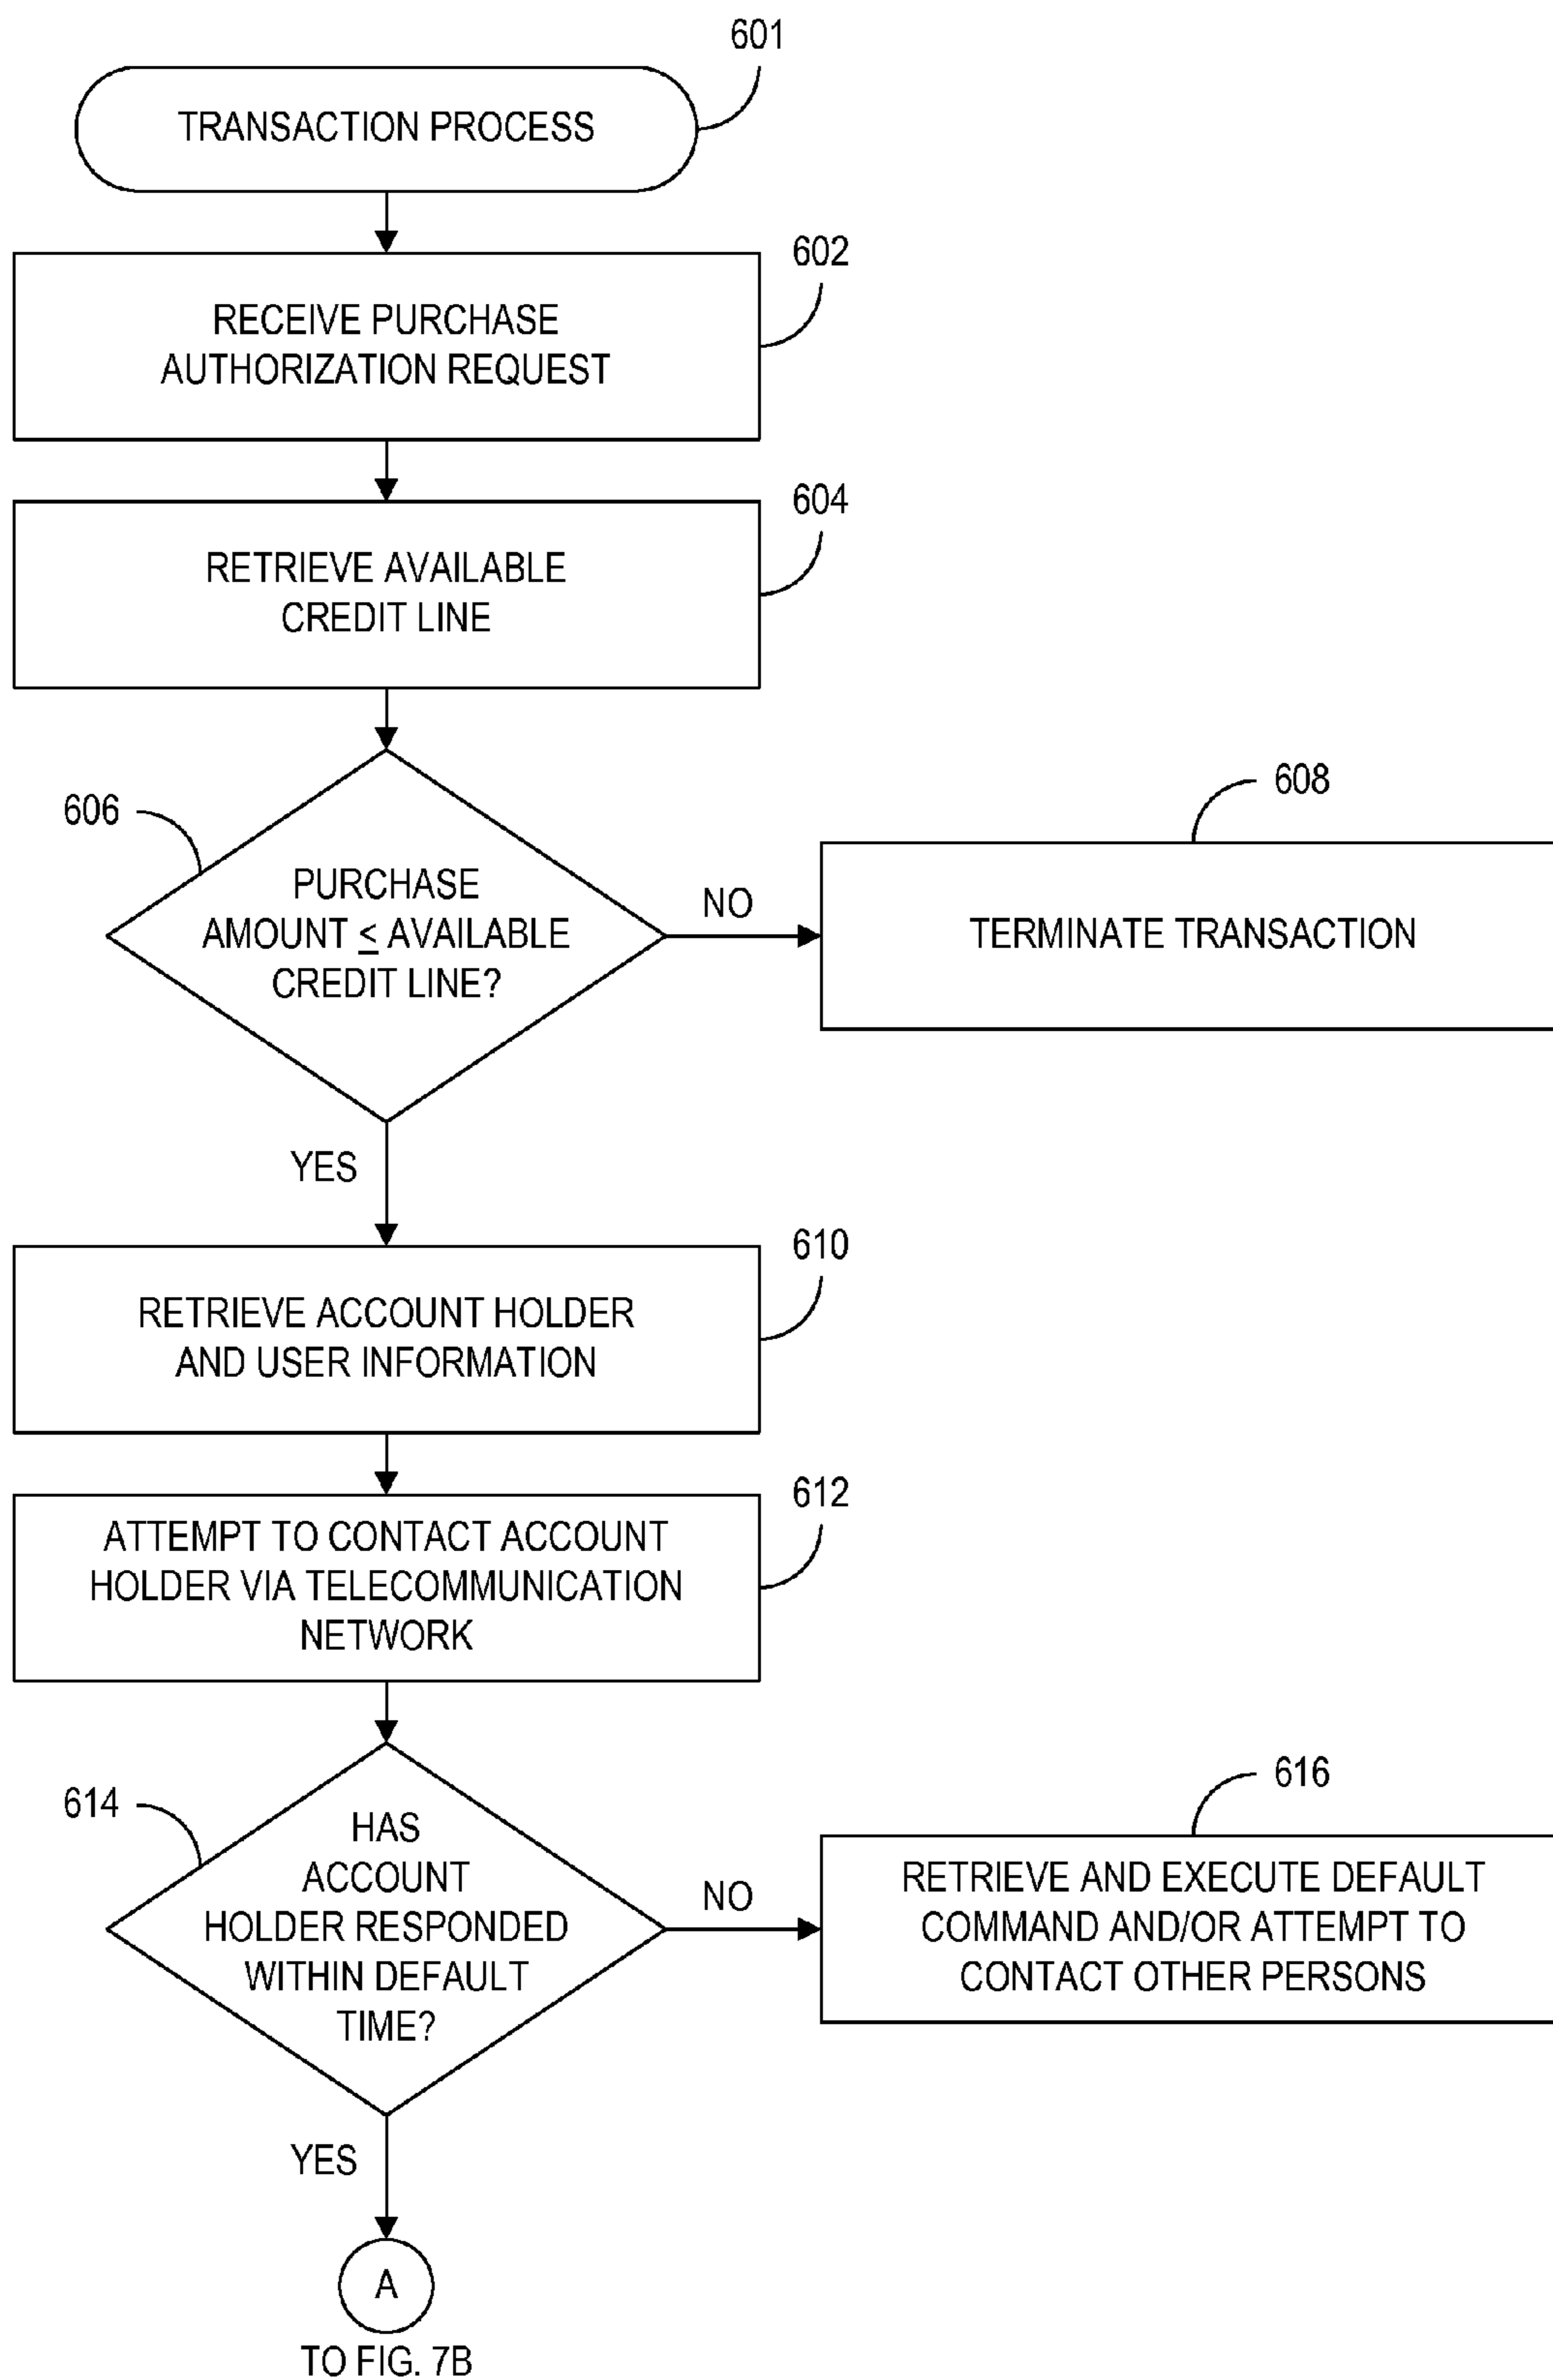 601
TRANSACTION PROCESS
602
RECEIVE PURCHASE
AUTHORIZATION REQUEST
604
RETRIEVE AVAILABLE
CREDIT LINE
606
PURCHASE
AMOUNT ≤ AVAILABLE
CREDIT LINE?
NO
608
TERMINATE TRANSACTION
YES
610
RETRIEVE ACCOUNT HOLDER
AND USER INFORMATION
612
ATTEMPT TO CONTACT ACCOUNT
HOLDER VIA TELECOMMUNICATION
NETWORK
614
HAS
ACCOUNT
HOLDER RESPONDED
WITHIN DEFAULT
TIME?
NO
616
RETRIEVE AND EXECUTE DEFAULT
COMMAND AND/OR ATTEMPT TO
CONTACT OTHER PERSONS
YES
A
TO FIG. 7B